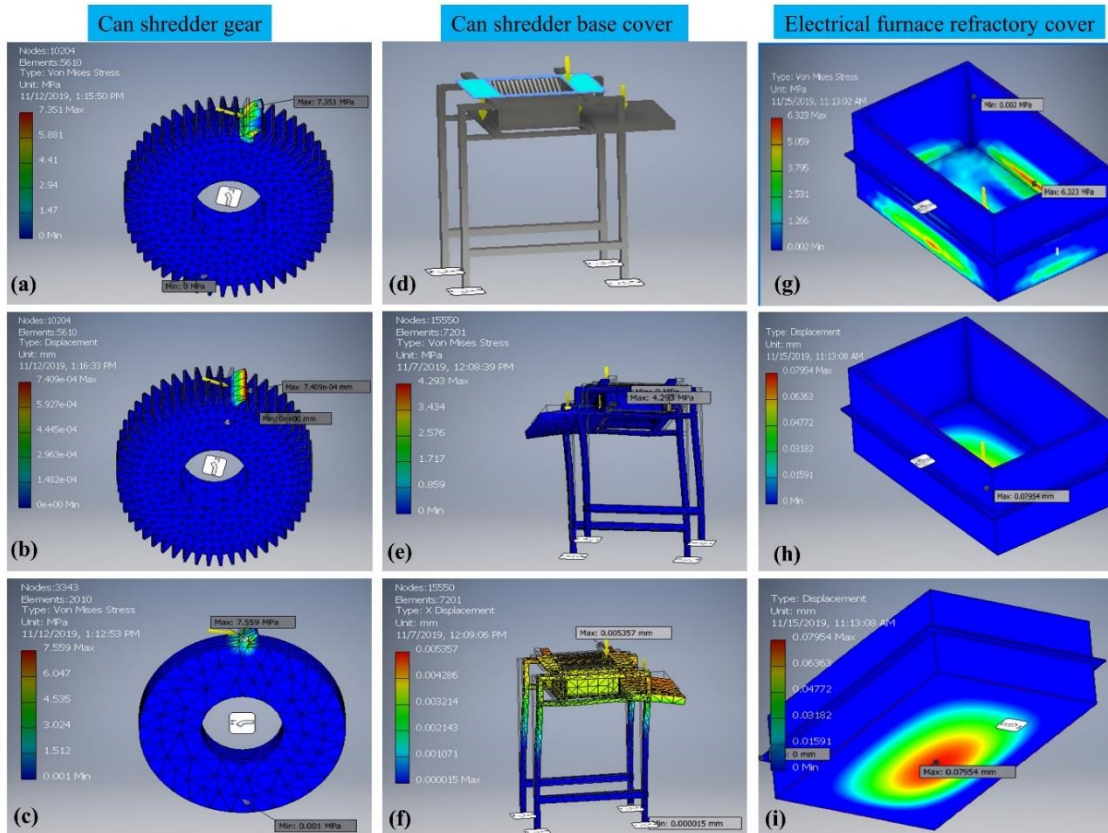 Can shredder gear
Can shredder base cover
Electrical furnace refractory cover
Nodes:10204
Elements:5610
Type: Von Mises Stress
Unit: MPa
11/12/2019, 1:15:50 PM
7.351 Max
5.881
4.41
2.94
1.47
0 Min
Max: 7.351 MPa
Min: 0 MPa
(a)
(d)
Type: Von Mises Stress
Unit: MPa
11/15/2019, 11:13:02 AM
6.323 Max
5.059
3.795
2.531
1.266
0.002 Min
Min: 0.002 MPa
Max: 6.323 MPa
(g)
Nodes:10204
Elements:5610
Type: Displacement
Unit: mm
11/12/2019, 1:16:33 PM
7.409e-04 Max
5.927e-04
4.445e-04
2.963e-04
1.482e-04
0e+00 Min
Max: 7.409e-04 mm
Min: 0e+00 mm
(b)
Nodes:15550
Elements:7201
Type: Von Mises Stress
Unit: MPa
11/7/2019, 12:08:39 PM
4.293 Max
3.434
2.576
1.717
0.859
0 Min
Max: 4.293 MPa
(e)
Type: Displacement
Unit: mm
11/15/2019, 11:13:08 AM
0.07954 Max
0.06363
0.04772
0.03182
0.01591
0 Min
Max: 0.07954 mm
(h)
Nodes:3343
Elements:2010
Type: Von Mises Stress
Unit: MPa
11/12/2019, 1:12:53 PM
7.559 Max
6.047
4.535
3.024
1.512
0.001 Min
Max: 7.559 MPa
Min: 0.001 MPa
(c)
Nodes:15550
Elements:7201
Type: X Displacement
Unit: mm
11/7/2019, 12:09:06 PM
0.005357
0.004286
0.003214
0.002143
0.001071
0.000015 Max
Max: 0.005357 mm
Min: 0.000015 mm
(f)
Type: Displacement
Unit: mm
11/15/2019, 11:13:08 AM
0.07954 Max
0.06363
0.04772
0.03182
0.01591
0 mm
0 Min
Max: 0.07954 mm
(i)